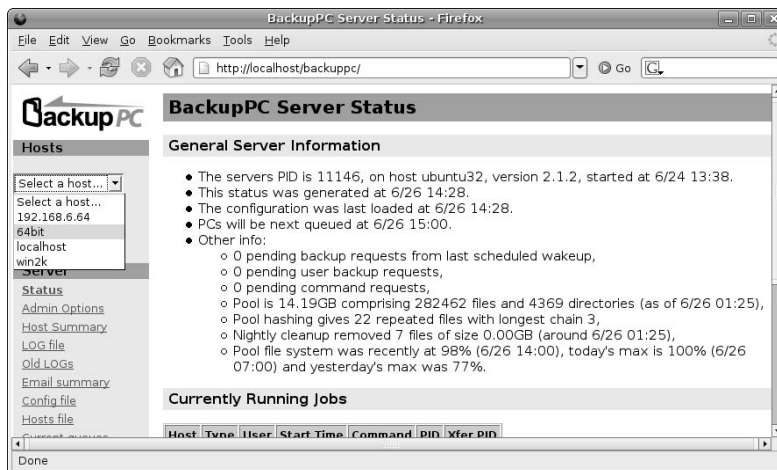 BackupPC Server Status - Firefox
File Edit View Go Bookmarks Tools Help
http://localhost/backuppc/
Go
BackupPC
Hosts
Select a host...
Select a host...
192.168.6.64
64bit
localhost
win2k
Server
Status
Admin Options
Host Summary
LOG file
Old LOGs
Email summary
Config file
Hosts file
Current queues
BackupPC Server Status
General Server Information
The servers PID is 11146, on host ubuntu32, version 2.1.2, started at 6/24 13:38.
This status was generated at 6/26 14:28.
The configuration was last loaded at 6/26 14:28.
PCs will be next queued at 6/26 15:00.
Other info:
0 pending backup requests from last scheduled wakeup,
0 pending user backup requests,
0 pending command requests,
Pool is 14.19GB comprising 282462 files and 4369 directories (as of 6/26 01:25),
Pool hashing gives 22 repeated files with longest chain 3,
Nightly cleanup removed 7 files of size 0.00GB (around 6/26 01:25),
Pool file system was recently at 98% (6/26 14:00), today's max is 100% (6/26
07:00) and yesterday's max was 77%.
Currently Running Jobs
Host Type User Start Time Command PID Xfer PID
Done